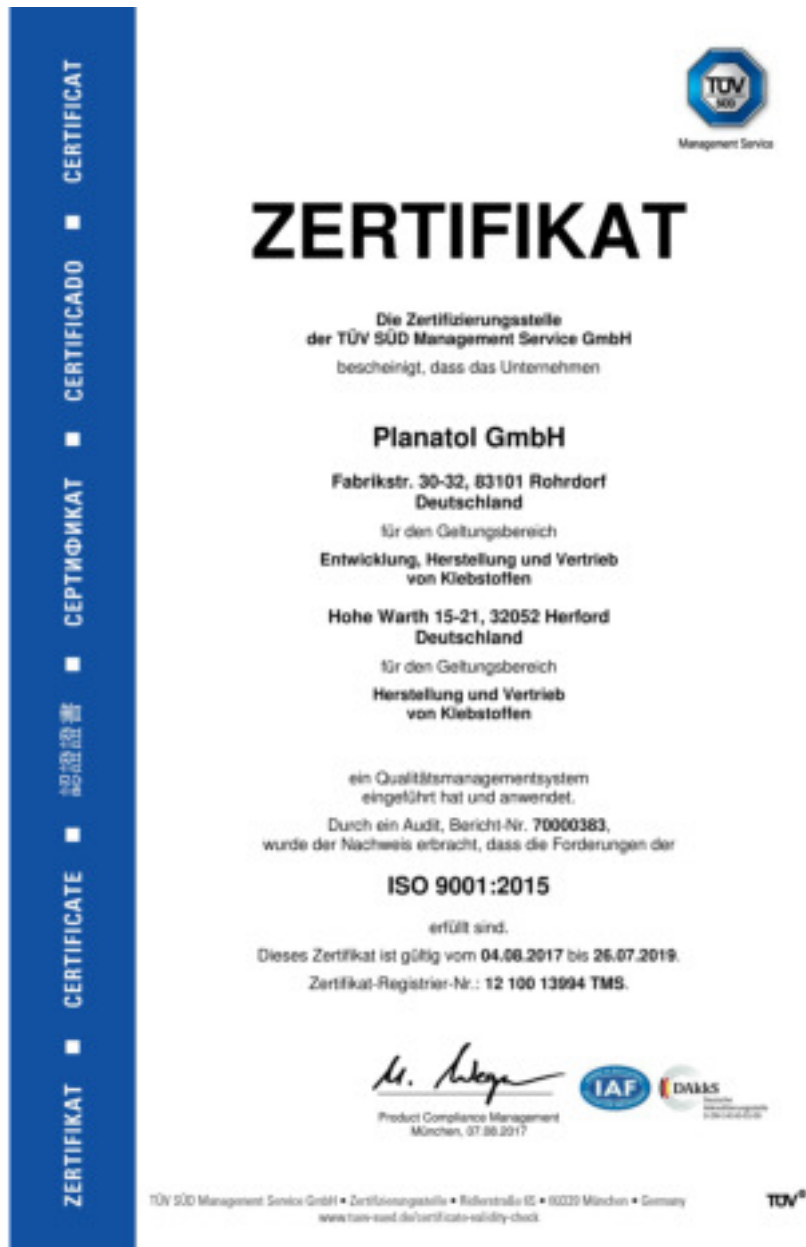 TÜV
SÜD
Management Service
ZERTIFIKAT
Die Zertifizierungsstelle
der TÜV SÜD Management Service GmbH
bescheinigt, dass das Unternehmen
Planatol GmbH
Fabrikstr. 30-32, 83101 Rohrdorf
Deutschland
für den Geltungsbereich
Entwicklung, Herstellung und Vertrieb
von Klebstoffen
Hohe Warth 15-21, 32052 Herford
Deutschland
für den Geltungsbereich
Herstellung und Vertrieb
von Klebstoffen
ein Qualitätsmanagementsystem
eingeführt hat und anwendet.
Durch ein Audit, Bericht-Nr. 70000383,
wurde der Nachweis erbracht, dass die Forderungen der
ISO 9001:2015
erfüllt sind.
Dieses Zertifikat ist gültig vom 04.08.2017 bis 26.07.2019.
Zertifikat-Registrier-Nr.: 12 100 13994 TMS.
Product Compliance Management
München, 07.08.2017
IAF
DAkkS
Deutsche
Akkreditierungsstelle
TÜV SÜD Management Service GmbH • Zertifizierungsstelle • Ridlerstraße 65 • 80339 München • Germany
www.tuev-sued.de/certificate-validity-check
TÜV®
ZERTIFIKAT ■ CERTIFICATE ■ 認證證書 ■ СЕРТИФИКАТ ■ CERTIFICADO ■ CERTIFICAT